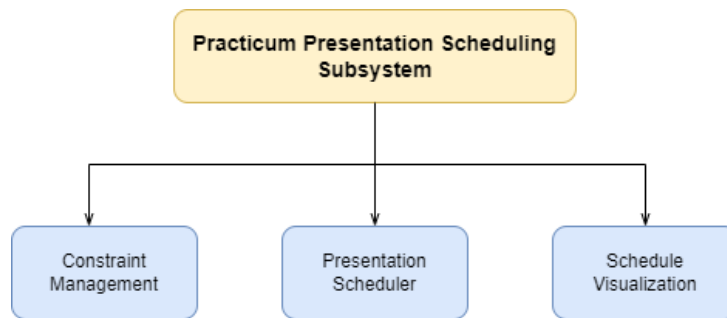 Practicum Presentation Scheduling
Subsystem
Constraint
Management
Presentation
Scheduler
Schedule
Visualization